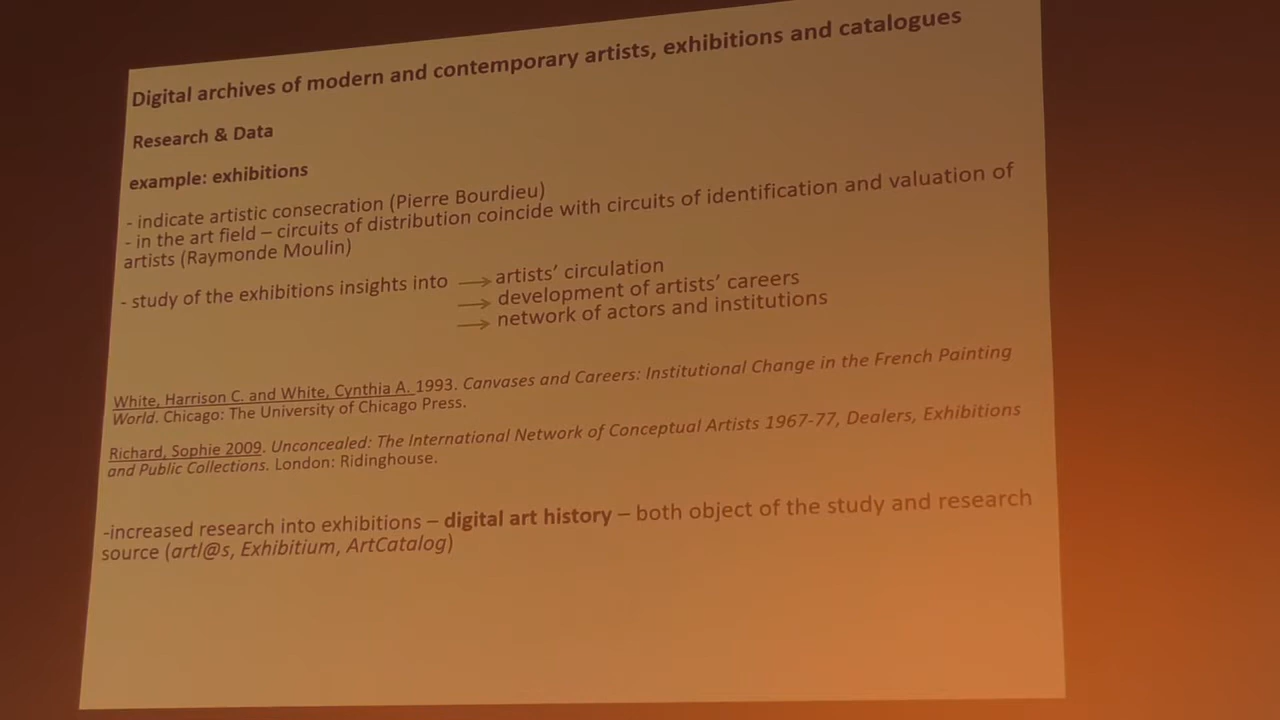 Digital archives of modern and contemporary artists, exhibitions and catalogues
Research & Data
example: exhibitions
- indicate artistic consecration (Pierre Bourdieu)
- in the art field – circuits of distribution coincide with circuits of identification and valuation of
artists (Raymonde Moulin)
- study of the exhibitions insights into → artists’ circulation
→ development of artists’ careers
→ network of actors and institutions
White, Harrison C. and White, Cynthia A. 1993. Canvases and Careers: Institutional Change in the French Painting
World. Chicago: The University of Chicago Press.
Richard, Sophie 2009. Unconcealed: The International Network of Conceptual Artists 1967-77, Dealers, Exhibitions
and Public Collections. London: Ridinghouse.
-increased research into exhibitions – digital art history – both object of the study and research
source (artl@s, Exhibitium, ArtCatalog)